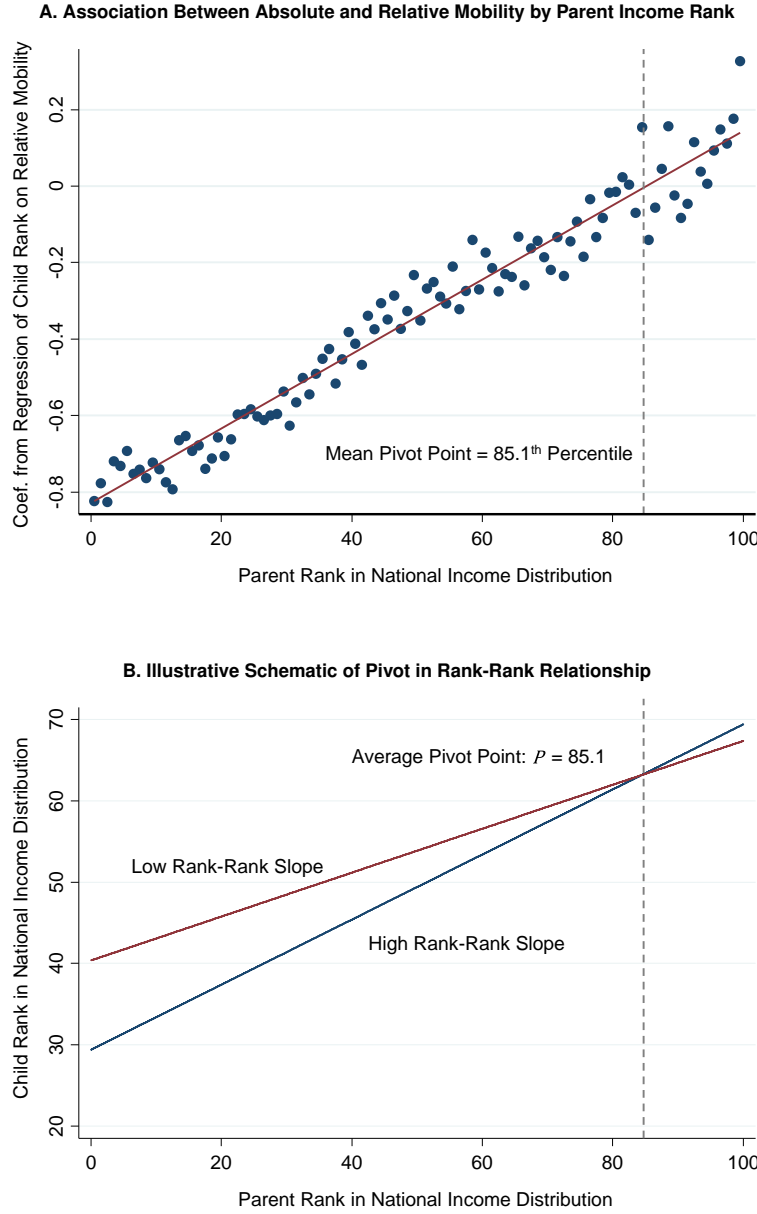 A. Association Between Absolute and Relative Mobility by Parent Income Rank
Coef. from Regression of Child Rank on Relative Mobility
0.2
0
-0.2
-0.4
-0.6
-0.8
Mean Pivot Point = 85.1th Percentile
0 20 40 60 80 100
Parent Rank in National Income Distribution
B. Illustrative Schematic of Pivot in Rank-Rank Relationship
Child Rank in National Income Distribution
70
60
50
40
30
20
Average Pivot Point: P = 85.1
Low Rank-Rank Slope
High Rank-Rank Slope
0 20 40 60 80 100
Parent Rank in National Income Distribution